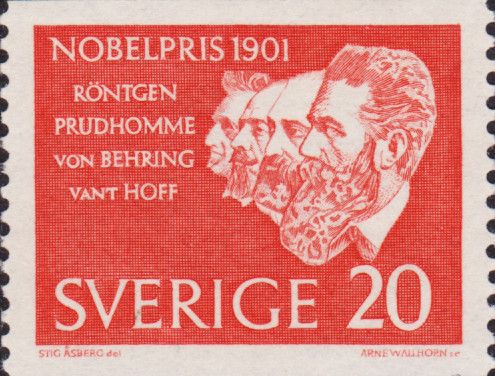 NOBELPRIS 1901
RÖNTGEN
PRUDHOMME
VON BEHRING
VANT HOFF
SVERIGE 20
STIG ÅSBERG del
ARNE WALLHORN sc